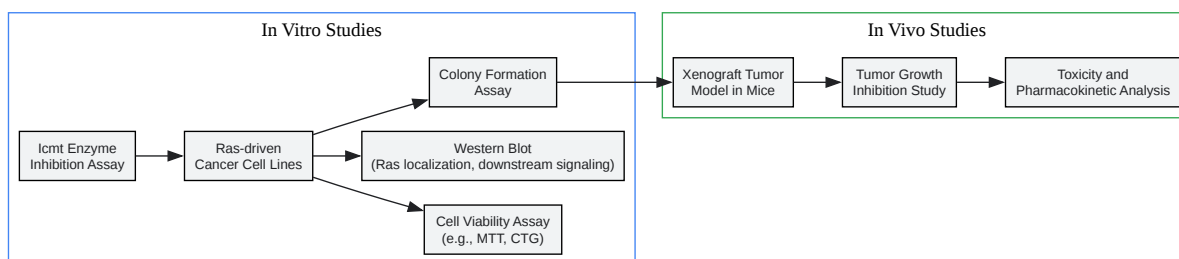 In Vitro Studies
Icmt Enzyme
Inhibition Assay
Ras-driven
Cancer Cell Lines
Colony Formation
Assay
Western Blot
(Ras localization, downstream signaling)
Cell Viability Assay
(e.g., MTT, CTG)
In Vivo Studies
Xenograft Tumor
Model in Mice
Tumor Growth
Inhibition Study
Toxicity and
Pharmacokinetic Analysis